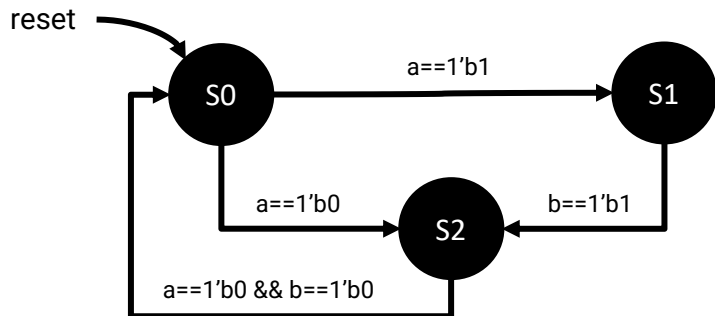 reset
a==1’b1
S0
S1
a==1’b0
b==1’b1
S2
a==1’b0 && b==1’b0